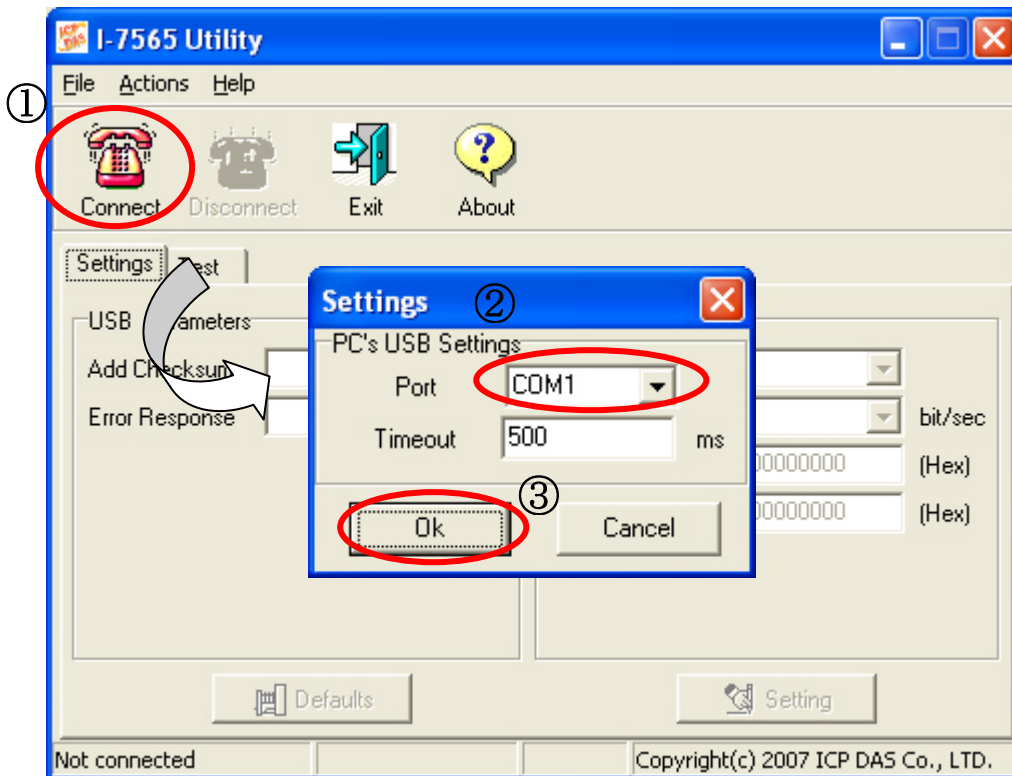 I-7565 Utility
File Actions Help
①
Connect Disconnect Exit About
Settings
USB
Add
Error Response
Settings ②
PC's USB Settings
Port COM1
Timeout 500 ms
③
Ok Cancel
bit/sec
(Hex)
(Hex)
Defaults Setting
Not connected Copyright(c) 2007 ICP DAS Co., LTD.